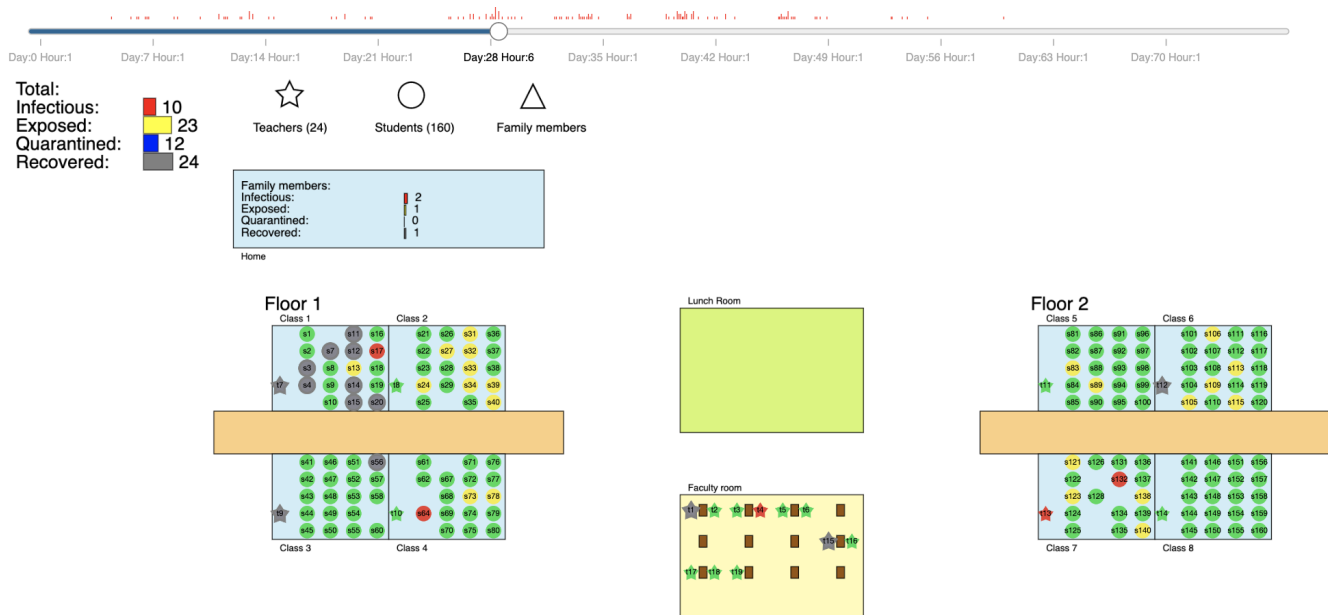 Day:0 Hour:1 Day:7 Hour:1 Day:14 Hour:1 Day:21 Hour:1 Day:28 Hour:6 Day:35 Hour:1 Day:42 Hour:1 Day:49 Hour:1 Day:56 Hour:1 Day:63 Hour:1 Day:70 Hour:1
Total:
Infectious: 10
Exposed: 23
Quarantined: 12
Recovered: 24
Teachers (24) Students (160) Family members
Family members:
Infectious: 2
Exposed: 1
Quarantined: 0
Recovered: 1
Home
Floor 1
Class 1 Class 2
s1 s11 s16 s21 s26 s31 s36
s2 s7 s12 s17 s22 s27 s32 s37
s3 s8 s13 s18 s23 s28 s33 s38
t7 s4 s9 s14 s19 t8 s24 s29 s34 s39
s10 s15 s20 s25 s35 s40
s41 s46 s51 s56 s61 s71 s76
s42 s47 s52 s57 s62 s67 s72 s77
s43 s48 s53 s58 s68 s73 s78
t9 s44 s49 s54 t10 s64 s69 s74 s79
s45 s50 s55 s60 s70 s75 s80
Class 3 Class 4
Lunch Room
Faculty room
t1 t2 t3 t4 t5 t6
t15 t16
t17 t18 t19
Floor 2
Class 5 Class 6
s81 s86 s91 s96 s101 s106 s111 s116
s82 s87 s92 s97 s102 s107 s112 s117
s83 s88 s93 s98 s103 s108 s113 s118
t11 s84 s89 s94 s99 t12 s104 s109 s114 s119
s85 s90 s95 s100 s105 s110 s115 s120
s121 s126 s131 s136 s141 s146 s151 s156
s122 s132 s137 s142 s147 s152 s157
s123 s128 s138 s143 s148 s153 s158
t13 s124 s134 s139 t14 s144 s149 s154 s159
s125 s135 s140 s145 s150 s155 s160
Class 7 Class 8